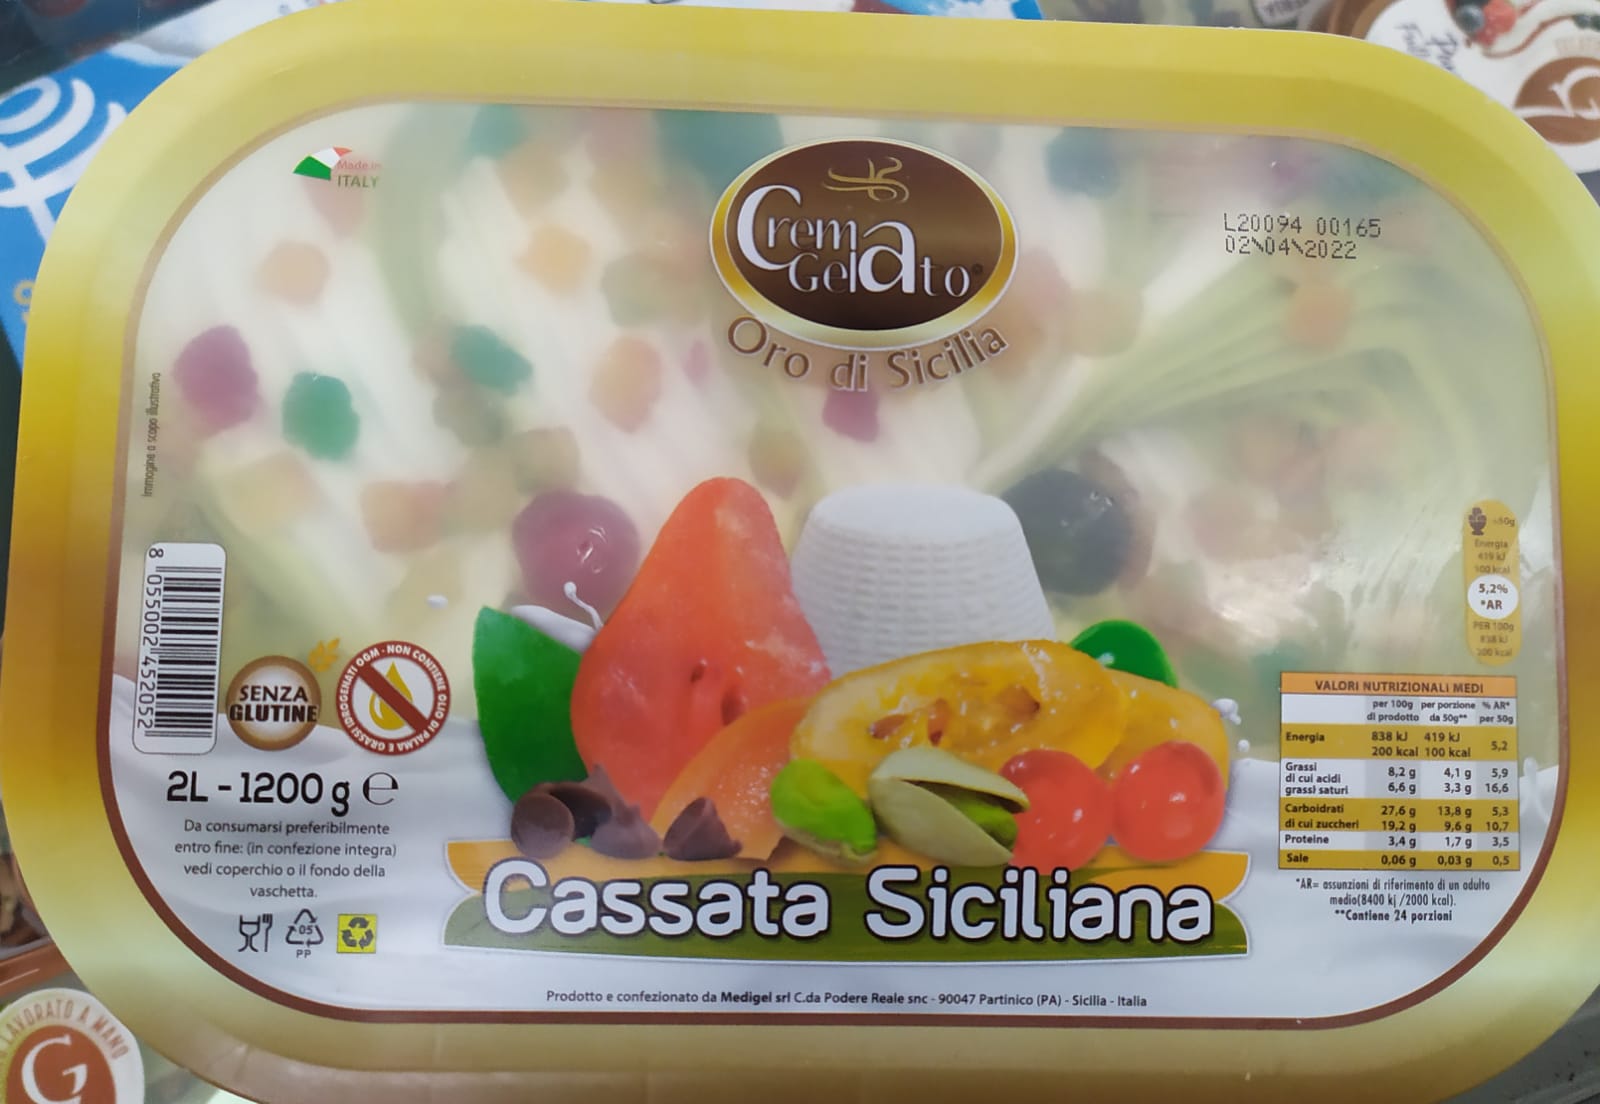 Made in
ITALY
Crema
Gelato
Oro di Sicilia
L20094 00165
02\04\2022
Immagine a scopo illustrativo
8 055002 452052
SENZA
GLUTINE
NON CONTIENE OLIO DI PALMA E GRASSI IDROGENATI OGM
2L - 1200 g e
Da consumarsi preferibilmente
entro fine: (in confezione integra)
vedi coperchio o il fondo della
vaschetta.
05
PP
Cassata Siciliana
50g
Energia
419 kJ
100 kcal
5,2%
*AR
PER 100g
838 kJ
200 kcal
VALORI NUTRIZIONALI MEDI
per 100g per porzione % AR*
di prodotto da 50g** per 50g
Energia 838 kJ 419 kJ
200 kcal 100 kcal 5,2
Grassi 8,2 g 4,1 g 5,9
di cui acidi
grassi saturi 6,6 g 3,3 g 16,6
Carboidrati 27,6 g 13,8 g 5,3
di cui zuccheri 19,2 g 9,6 g 10,7
Proteine 3,4 g 1,7 g 3,5
Sale 0,06 g 0,03 g 0,5
*AR= assunzioni di riferimento di un adulto
medio(8400 kj /2000 kcal).
**Contiene 24 porzioni
Prodotto e confezionato da Medigel srl C.da Podere Reale snc - 90047 Partinico (PA) - Sicilia - Italia
LAVORATO A MANO
G